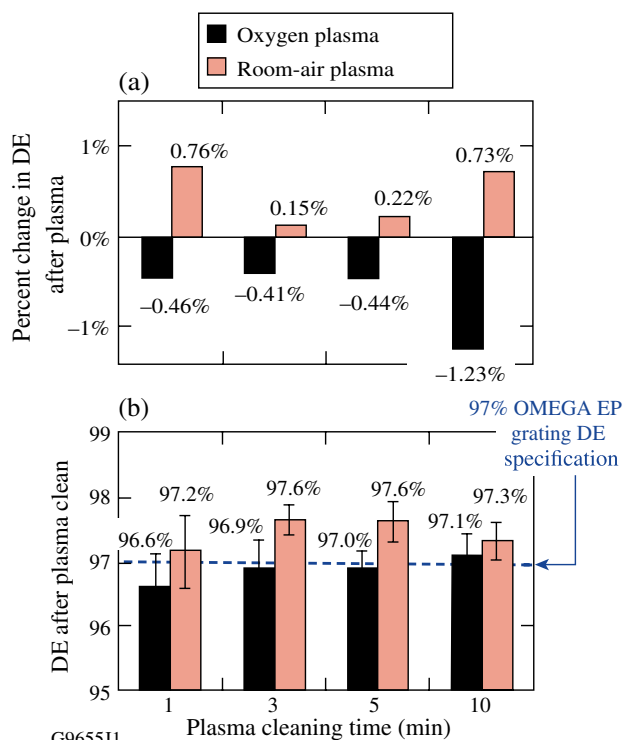 Oxygen plasma
Room-air plasma
(a)
Percent change in DE
after plasma
1%
0%
–1%
0.76%
0.15%
0.22%
0.73%
–0.46%
–0.41%
–0.44%
–1.23%
(b)
97% OMEGA EP
grating DE
specification
DE after plasma clean
99
98
97
96
95
96.6%
97.2%
96.9%
97.6%
97.0%
97.6%
97.1%
97.3%
1
3
5
10
Plasma cleaning time (min)